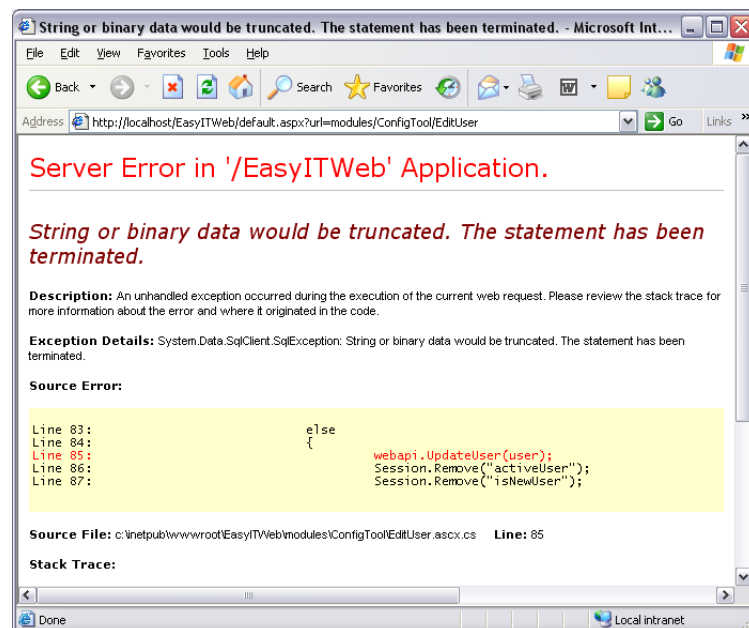 String or binary data would be truncated. The statement has been terminated. - Microsoft Int...
File Edit View Favorites Tools Help
Back Search Favorites
Address http://localhost/EasyITWeb/default.aspx?url=modules/ConfigTool/EditUser Go Links »
Server Error in '/EasyITWeb' Application.
String or binary data would be truncated. The statement has been
terminated.
Description: An unhandled exception occurred during the execution of the current web request. Please review the stack trace for
more information about the error and where it originated in the code.
Exception Details: System.Data.SqlClient.SqlException: String or binary data would be truncated. The statement has been
terminated.
Source Error:
Line 83: else
Line 84: {
Line 85: webapi.UpdateUser(user);
Line 86: Session.Remove("activeUser");
Line 87: Session.Remove("isNewUser");
Source File: c:\inetpub\wwwroot\EasyITWeb\modules\ConfigTool\EditUser.ascx.cs Line: 85
Stack Trace:
Done Local intranet